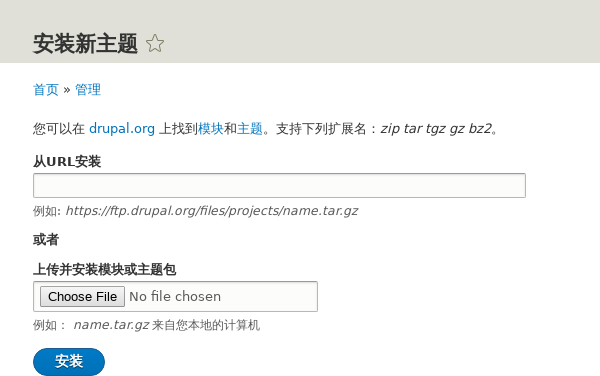 安装新主题
首页 » 管理
您可以在 drupal.org 上找到模块和主题。支持下列扩展名：zip tar tgz gz bz2。
从URL安装
例如: https://ftp.drupal.org/files/projects/name.tar.gz
或者
上传并安装模块或主题包
Choose File No file chosen
例如： name.tar.gz 来自您本地的计算机
安装